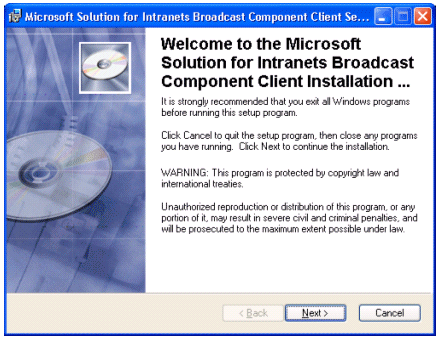 Microsoft Solution for Intranets Broadcast Component Client Se...
Welcome to the Microsoft
Solution for Intranets Broadcast
Component Client Installation ...
It is strongly recommended that you exit all Windows programs
before running this setup program.
Click Cancel to quit the setup program, then close any programs
you have running. Click Next to continue the installation.
WARNING: This program is protected by copyright law and
international treaties.
Unauthorized reproduction or distribution of this program, or any
portion of it, may result in severe civil and criminal penalties, and
will be prosecuted to the maximum extent possible under law.
< Back Next > Cancel